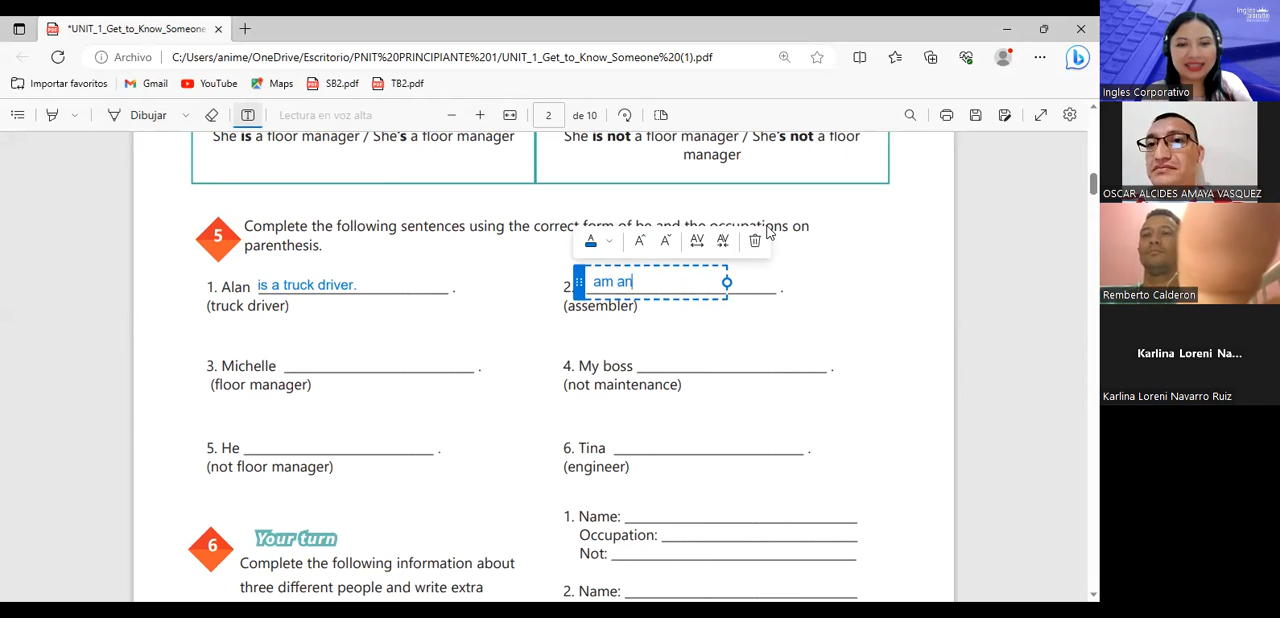 *UNIT_1_Get_to_Know_Someone
Archivo
C:/Users/anime/OneDrive/Escritorio/PNIT%20PRINCIPIANTE%201/UNIT_1_Get_to_Know_Someone%20(1).pdf
Importar favoritos
Gmail
YouTube
Maps
SB2.pdf
TB2.pdf
Dibujar
Lectura en voz alta
2
de 10
She is a floor manager / She's a floor manager
She is not a floor manager / She's not a floor
manager
5
Complete the following sentences using the correct form of be and the occupations on
parenthesis.
1. Alan is a truck driver. .
(truck driver)
2. am an .
(assembler)
3. Michelle .
(floor manager)
4. My boss .
(not maintenance)
5. He .
(not floor manager)
6. Tina .
(engineer)
6
Your turn
Complete the following information about
three different people and write extra
1. Name:
Occupation:
Not:
2. Name:
Ingles Corporativo
OSCAR ALCIDES AMAYA VASQUEZ
Remberto Calderon
Karlina Loreni Na...
Karlina Loreni Navarro Ruiz